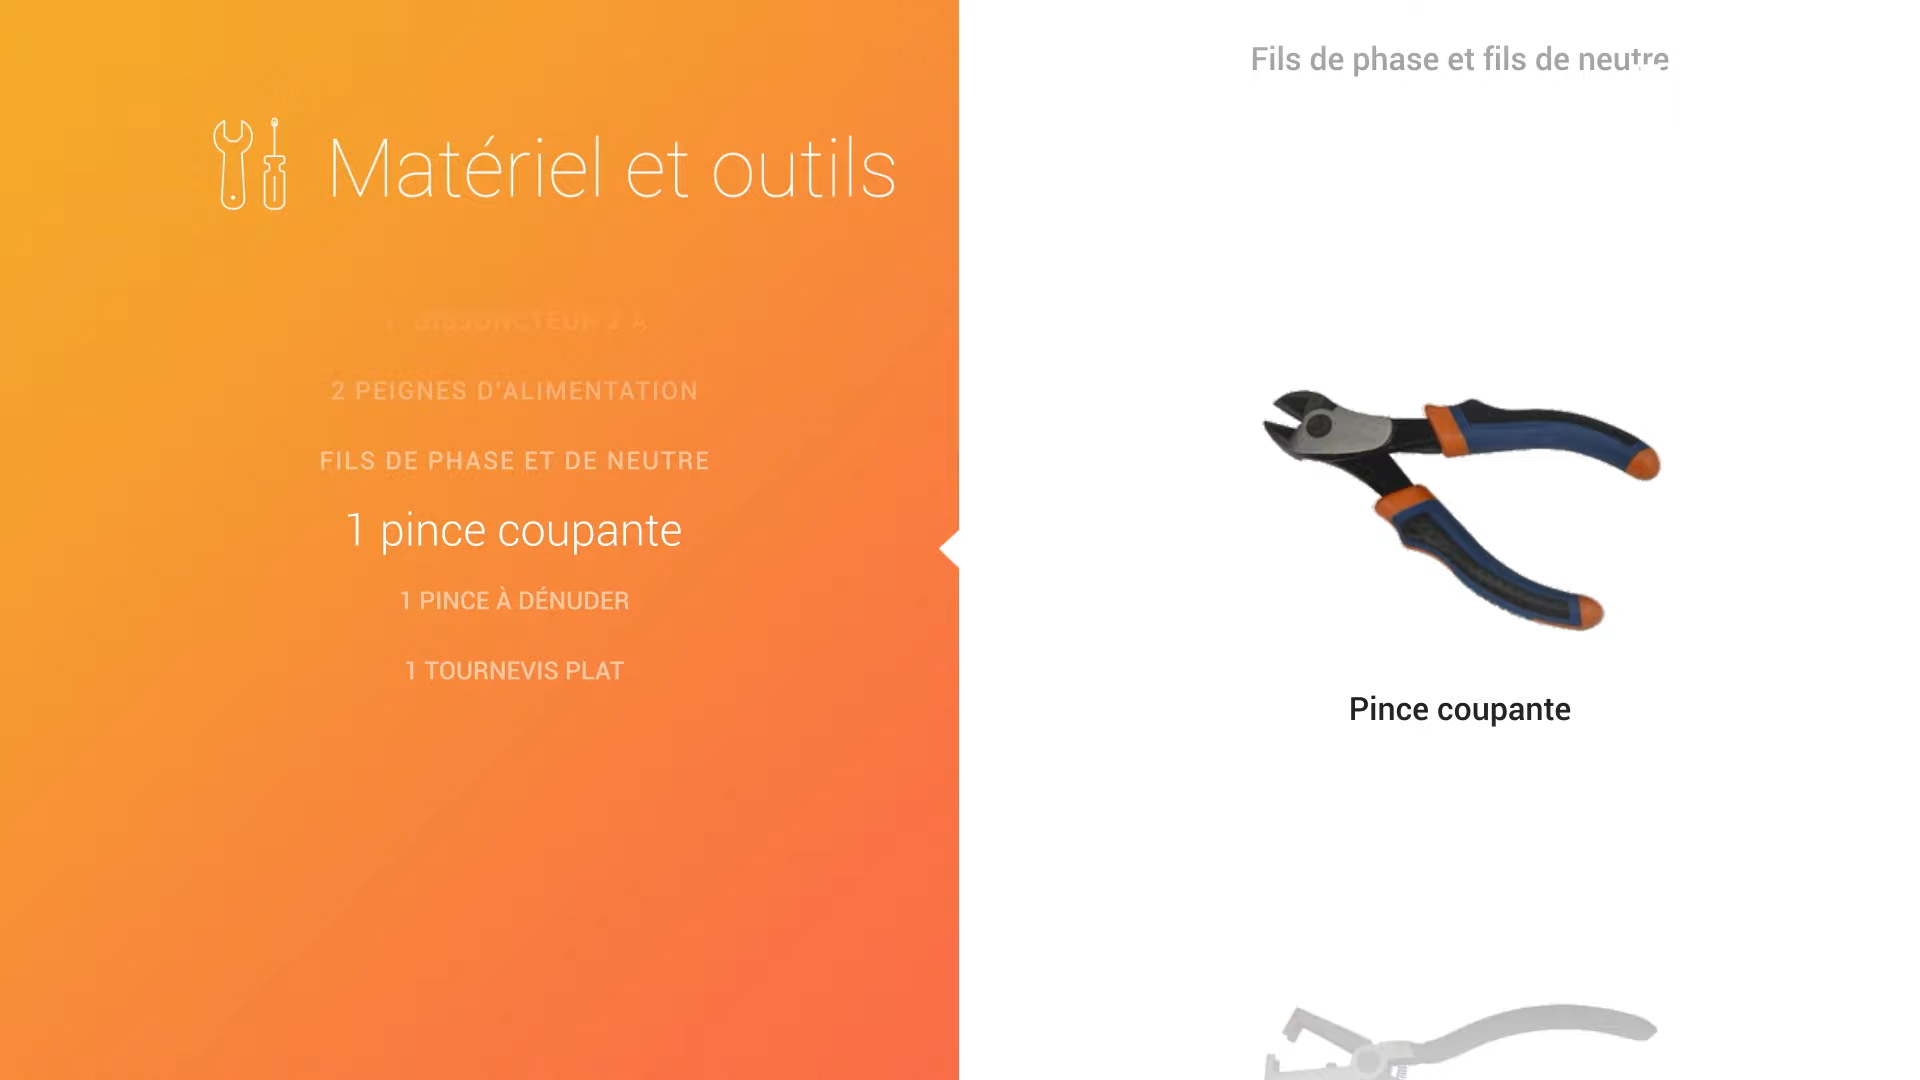 Matériel et outils
2 PEIGNES D'ALIMENTATION
FILS DE PHASE ET DE NEUTRE
1 pince coupante
1 PINCE À DÉNUDER
1 TOURNEVIS PLAT
Fils de phase et fils de neutre
Pince coupante